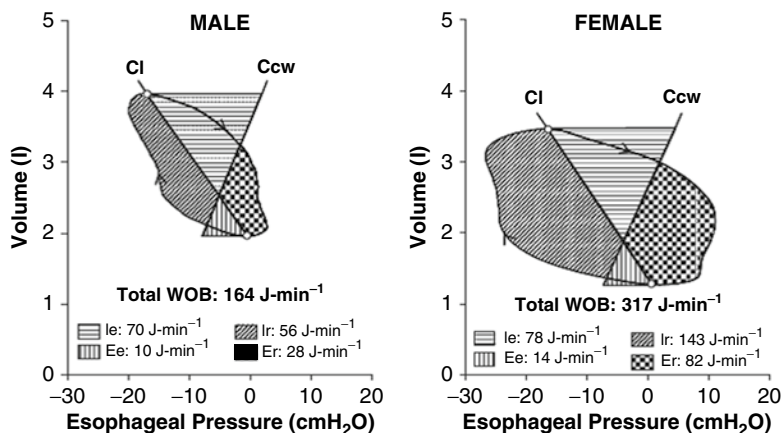 MALE
5
4
3
2
1
0
Volume (l)
Cl
Ccw
Total WOB: 164 J-min⁻¹
Ie: 70 J-min⁻¹
Ir: 56 J-min⁻¹
Ee: 10 J-min⁻¹
Er: 28 J-min⁻¹
−30 −20 −10 0 10 20
Esophageal Pressure (cmH₂O)
FEMALE
5
4
3
2
1
0
Volume (l)
Cl
Ccw
Total WOB: 317 J-min⁻¹
Ie: 78 J-min⁻¹
Ir: 143 J-min⁻¹
Ee: 14 J-min⁻¹
Er: 82 J-min⁻¹
−30 −20 −10 0 10 20
Esophageal Pressure (cmH₂O)